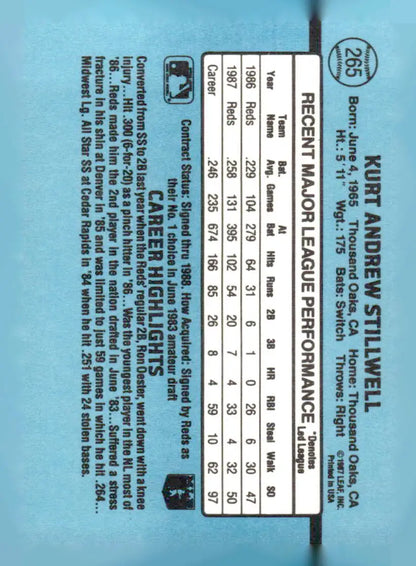 265
KURT ANDREW STILLWELL
Born: June 4, 1965 Thousand Oaks, CA Home: Thousand Oaks, CA
Ht.: 5' 11" Wgt.: 175 Bats: Switch Throws: Right
© 1987 LEAF, INC.
Printed in USA
RECENT MAJOR LEAGUE PERFORMANCE
*Denotes
Led League
Year Team Name Bat. Avg. Games At Bat Hits Runs 2B 3B HR RBI Steal Walk SO
1986 Reds .229 104 279 64 31 6 1 0 26 6 30 47
1987 Reds .258 131 395 102 54 20 7 4 33 4 32 50
Career .246 235 674 166 85 26 8 4 59 10 62 97
Contract Status: Signed thru 1988. How Acquired: Signed by Reds as
their No. 1 choice in June 1983 amateur draft
CAREER HIGHLIGHTS
Converted from SS to 2B last year when the Reds' regular 2B, Ron Oester, went down with a knee
injury...Hit .300 (6-for-20) as a pinch hitter in '86...Was the youngest player in the NL most of
'86...Reds made him the 2nd player in the nation drafted in June '83...Suffered a stress
fracture in his shin at Denver in '85 and was limited to just 59 games in which he hit .264...
Midwest Lg. All Star SS at Cedar Rapids in '84 when he hit .251 with 24 stolen bases.